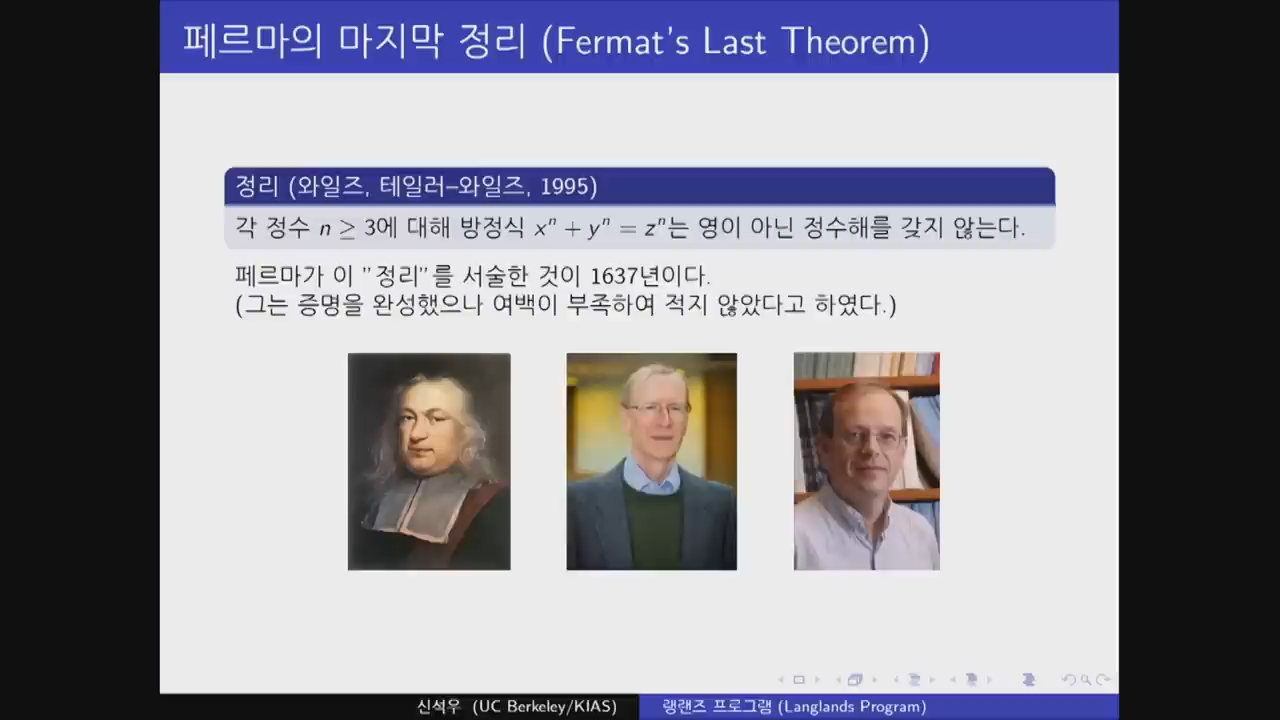 페르마의 마지막 정리 (Fermat's Last Theorem)
정리 (와일즈, 테일러–와일즈, 1995)
각 정수 n ≥ 3에 대해 방정식 xⁿ + yⁿ = zⁿ는 영이 아닌 정수해를 갖지 않는다.
페르마가 이 ”정리”를 서술한 것이 1637년이다.
(그는 증명을 완성했으나 여백이 부족하여 적지 않았다고 하였다.)
신석우 (UC Berkeley/KIAS)
랭랜즈 프로그램 (Langlands Program)